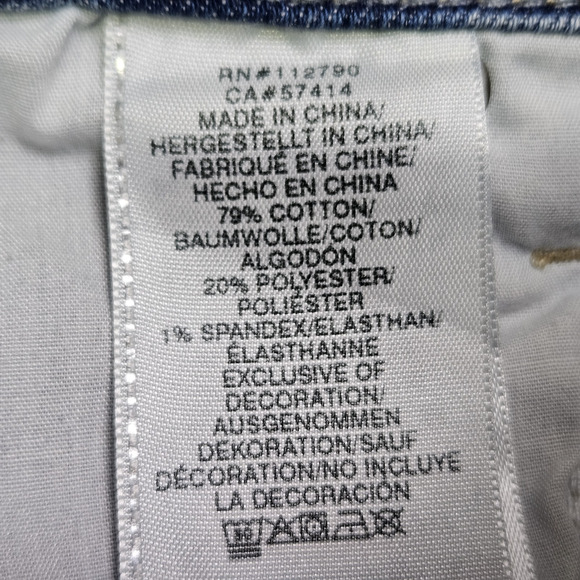 RN#112790
CA#57414
MADE IN CHINA/
HERGESTELLT IN CHINA/
FABRIQUÉ EN CHINE/
HECHO EN CHINA
79% COTTON/
BAUMWOLLE/COTON/
ALGODÓN
20% POLYESTER/
POLIÉSTER
1% SPANDEX/ELASTHAN/
ÉLASTHANNE
EXCLUSIVE OF
DECORATION/
AUSGENOMMEN
DEKORATION/SAUF
DÉCORATION/NO INCLUYE
LA DECORACIÓN